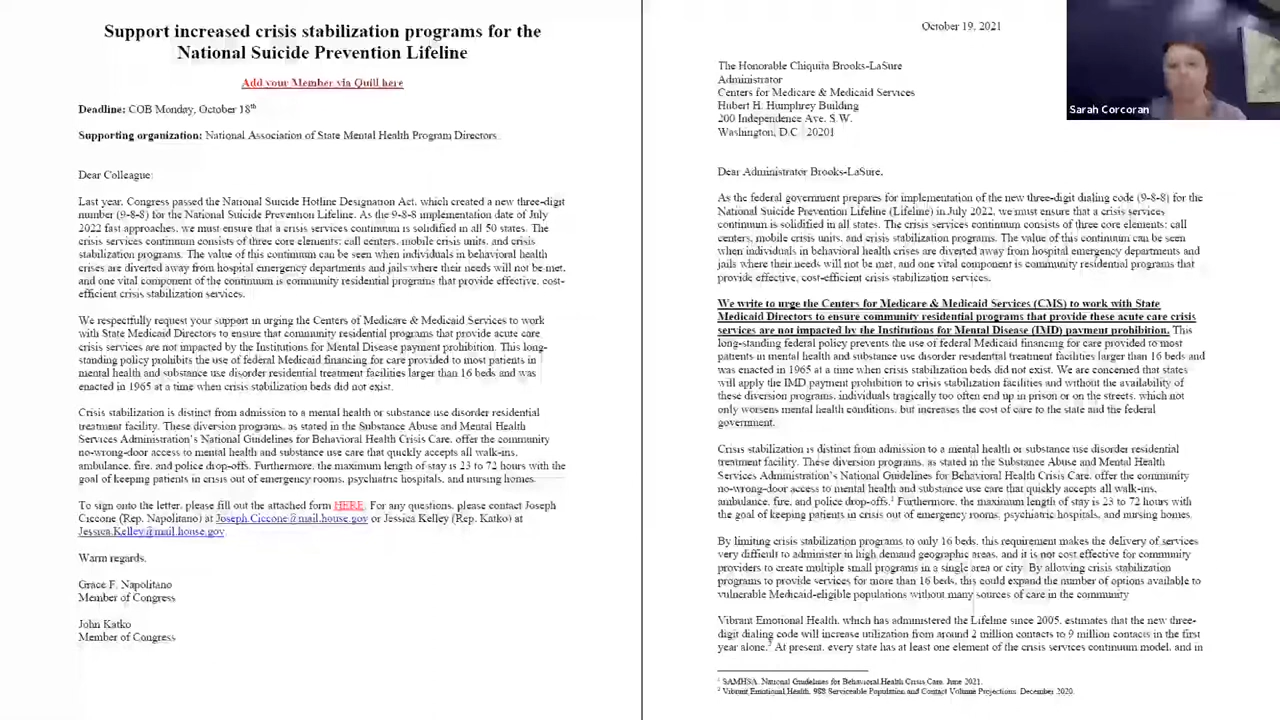 Support increased crisis stabilization programs for the
National Suicide Prevention Lifeline
Add your Member via Quill here
Deadline: COB Monday, October 18th
Supporting organization: National Association of State Mental Health Program Directors
Dear Colleague:
Last year, Congress passed the National Suicide Hotline Designation Act, which created a new three-digit
number (9-8-8) for the National Suicide Prevention Lifeline. As the 9-8-8 implementation date of July
2022 fast approaches, we must ensure that a crisis services continuum is solidified in all 50 states. The
crisis services continuum consists of three core elements: call centers, mobile crisis units, and crisis
stabilization programs. The value of this continuum can be seen when individuals in behavioral health
crises are diverted away from hospital emergency departments and jails where their needs will not be met,
and one vital component of the continuum is community residential programs that provide effective, cost-
efficient crisis stabilization services.
We respectfully request your support in urging the Centers of Medicare & Medicaid Services to work
with State Medicaid Directors to ensure that community residential programs that provide acute care
crisis services are not impacted by the Institutions for Mental Disease payment prohibition. This long-
standing policy prohibits the use of federal Medicaid financing for care provided to most patients in
mental health and substance use disorder residential treatment facilities larger than 16 beds and was
enacted in 1965 at a time when crisis stabilization beds did not exist.
Crisis stabilization is distinct from admission to a mental health or substance use disorder residential
treatment facility. These diversion programs, as stated in the Substance Abuse and Mental Health
Services Administration's National Guidelines for Behavioral Health Crisis Care, offer the community
no-wrong-door access to mental health and substance use care that quickly accepts all walk-ins,
ambulance, fire, and police drop-offs. Furthermore, the maximum length of stay is 23 to 72 hours with the
goal of keeping patients in crisis out of emergency rooms, psychiatric hospitals, and nursing homes.
To sign onto the letter, please fill out the attached form HERE. For any questions, please contact Joseph
Ciccone (Rep. Napolitano) at Joseph.Ciccone@mail.house.gov or Jessica Kelley (Rep. Katko) at
Jessica.Kelley@mail.house.gov.
Warm regards,
Grace F. Napolitano
Member of Congress
John Katko
Member of Congress
October 19, 2021
The Honorable Chiquita Brooks-LaSure
Administrator
Centers for Medicare & Medicaid Services
Hubert H. Humphrey Building
200 Independence Ave. S.W.
Washington, D.C. 20201
Dear Administrator Brooks-LaSure,
As the federal government prepares for implementation of the new three-digit dialing code (9-8-8) for the
National Suicide Prevention Lifeline (Lifeline) in July 2022, we must ensure that a crisis services
continuum is solidified in all states. The crisis services continuum consists of three core elements: call
centers, mobile crisis units, and crisis stabilization programs. The value of this continuum can be seen
when individuals in behavioral health crises are diverted away from hospital emergency departments and
jails where their needs will not be met, and one vital component is community residential programs that
provide effective, cost-efficient crisis stabilization services.
We write to urge the Centers for Medicare & Medicaid Services (CMS) to work with State
Medicaid Directors to ensure community residential programs that provide these acute care crisis
services are not impacted by the Institutions for Mental Disease (IMD) payment prohibition. This
long-standing federal policy prevents the use of federal Medicaid financing for care provided to most
patients in mental health and substance use disorder residential treatment facilities larger than 16 beds and
was enacted in 1965 at a time when crisis stabilization beds did not exist. We are concerned that states
will apply the IMD payment prohibition to crisis stabilization facilities and without the availability of
these diversion programs, individuals tragically too often end up in prison or on the streets, which not
only worsens mental health conditions, but increases the cost of care to the state and the federal
government.
Crisis stabilization is distinct from admission to a mental health or substance use disorder residential
treatment facility. These diversion programs, as stated in the Substance Abuse and Mental Health
Services Administration's National Guidelines for Behavioral Health Crisis Care, offer the community
no-wrong-door access to mental health and substance use care that quickly accepts all walk-ins,
ambulance, fire, and police drop-offs.1 Furthermore, the maximum length of stay is 23 to 72 hours with
the goal of keeping patients in crisis out of emergency rooms, psychiatric hospitals, and nursing homes.
By limiting crisis stabilization programs to only 16 beds, this requirement makes the delivery of services
very difficult to administer in high demand geographic areas, and it is not cost effective for community
providers to create multiple small programs in a single area or city. By allowing crisis stabilization
programs to provide services for more than 16 beds, this could expand the number of options available to
vulnerable Medicaid-eligible populations without many sources of care in the community
Vibrant Emotional Health, which has administered the Lifeline since 2005, estimates that the new three-
digit dialing code will increase utilization from around 2 million contacts to 9 million contacts in the first
year alone.2 At present, every state has at least one element of the crisis services continuum model, and in
1 SAMHSA, National Guidelines for Behavioral Health Crisis Care, June 2021.
2 Vibrant Emotional Health, 988 Serviceable Population and Contact Volume Projections, December 2020.
Sarah Corcoran